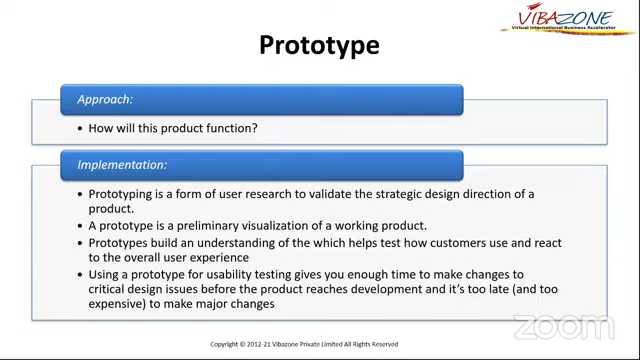 VIBAZONE
Virtual International Business Accelerator
Prototype
Approach:
• How will this product function?
Implementation:
• Prototyping is a form of user research to validate the strategic design direction of a
product.
• A prototype is a preliminary visualization of a working product.
• Prototypes build an understanding of the which helps test how customers use and react
to the overall user experience
• Using a prototype for usability testing gives you enough time to make changes to
critical design issues before the product reaches development and it's too late (and too
expensive) to make major changes
zoom
Copyright © 2012-21 Vibazone Private Limited All Rights Reserved